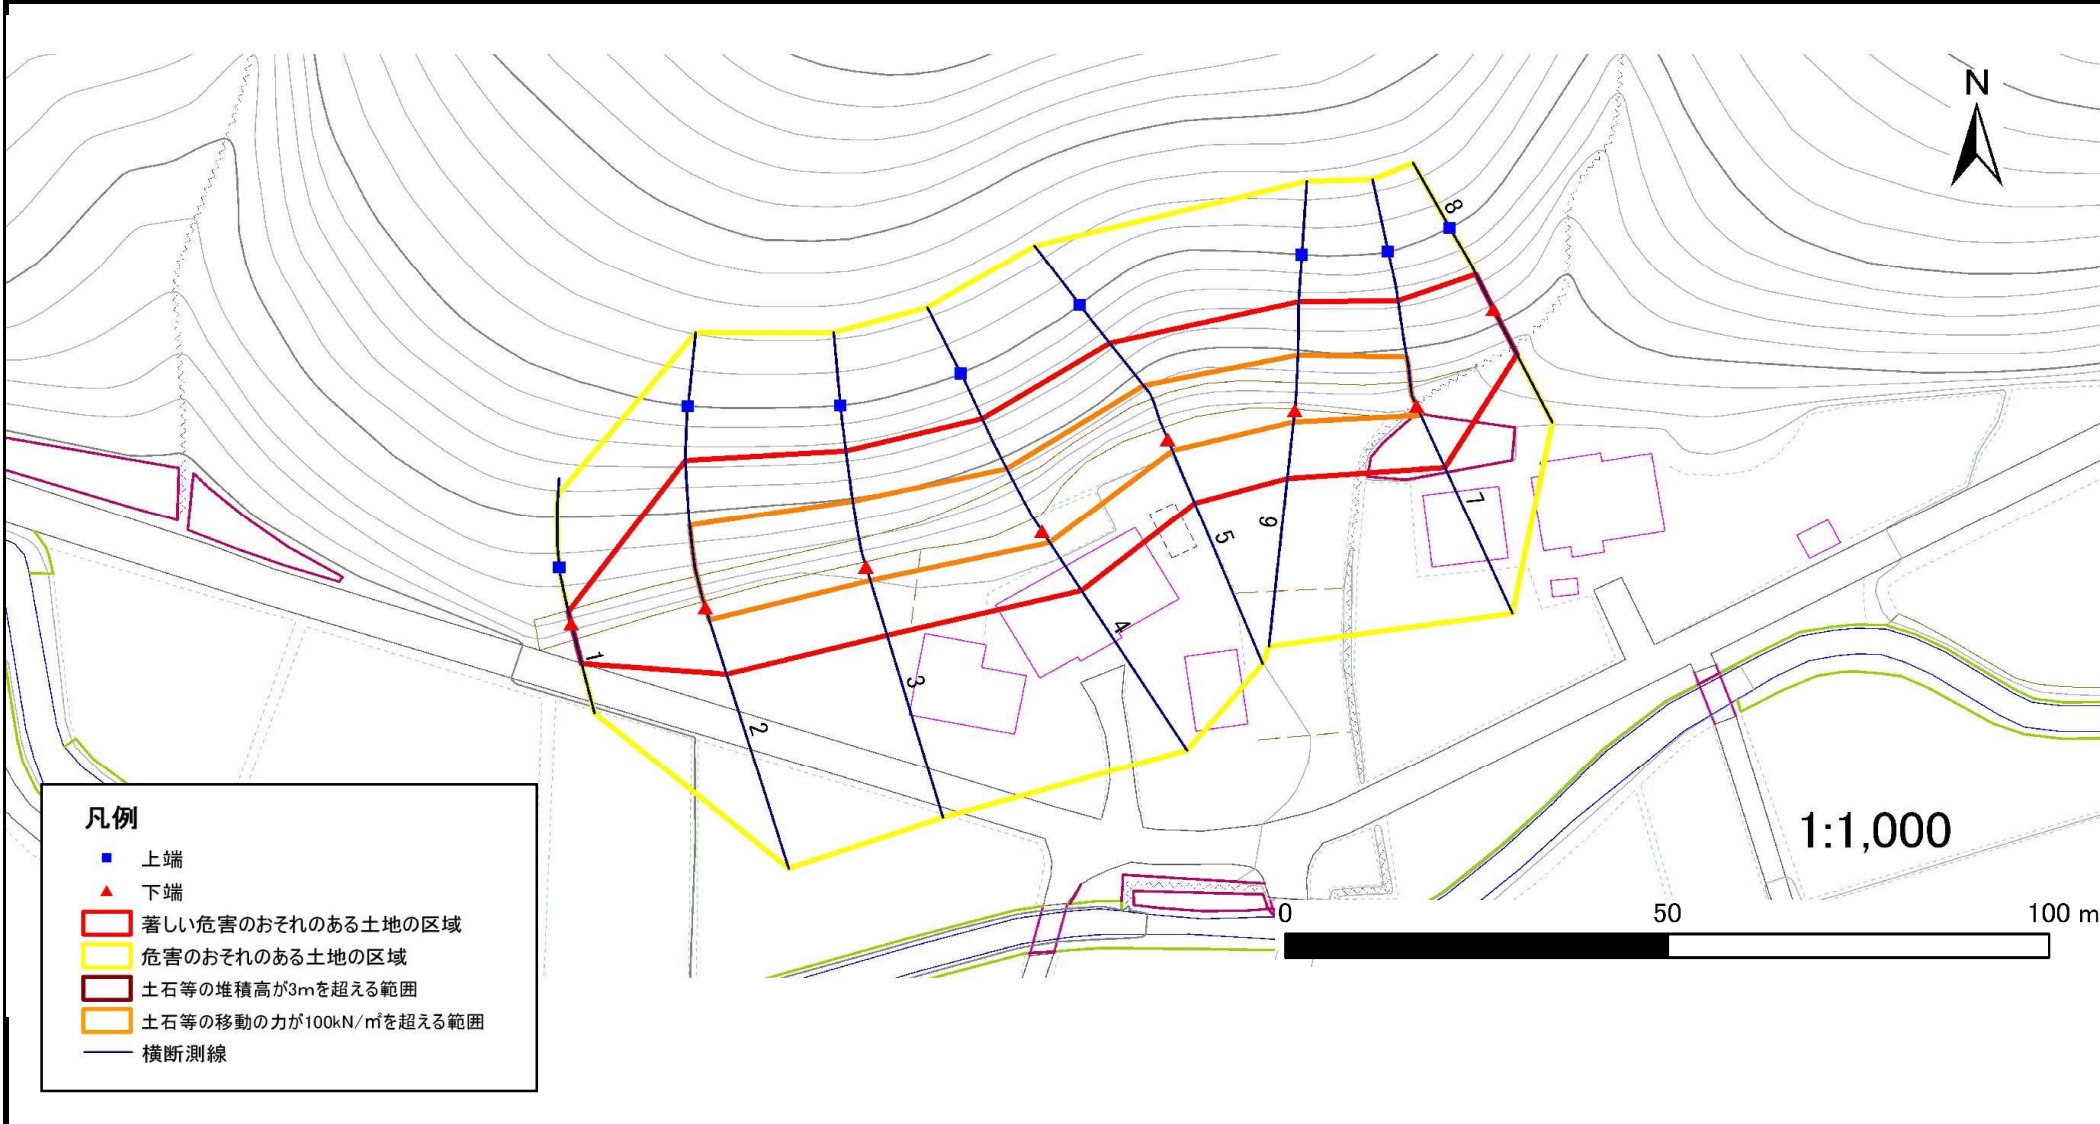 N
8
7
6
5
4
3
2
1
1:1,000
0 50 100 m
凡例
上端
下端
著しい危害のおそれのある土地の区域
危害のおそれのある土地の区域
土石等の堆積高が3mを超える範囲
土石等の移動の力が100kN/㎡を超える範囲
横断測線